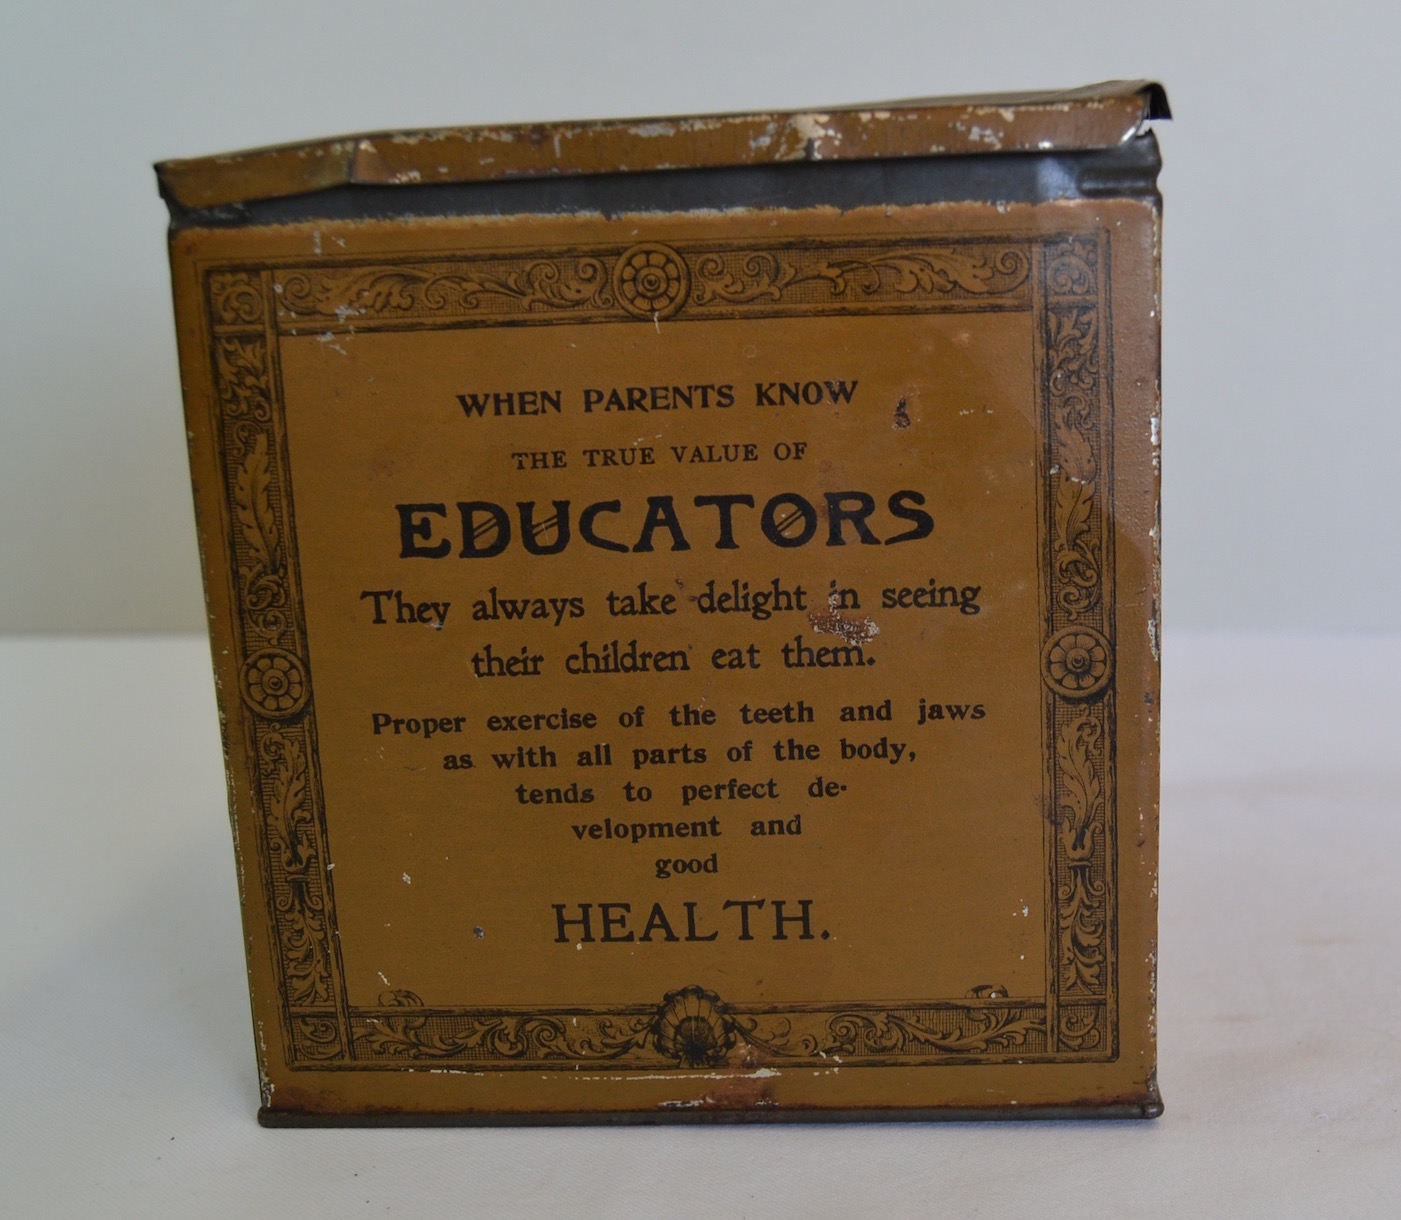 WHEN PARENTS KNOW
THE TRUE VALUE OF
EDUCATORS
They always take delight in seeing
their children eat them.
Proper exercise of the teeth and jaws
as with all parts of the body,
tends to perfect de-
velopment and
good
HEALTH.